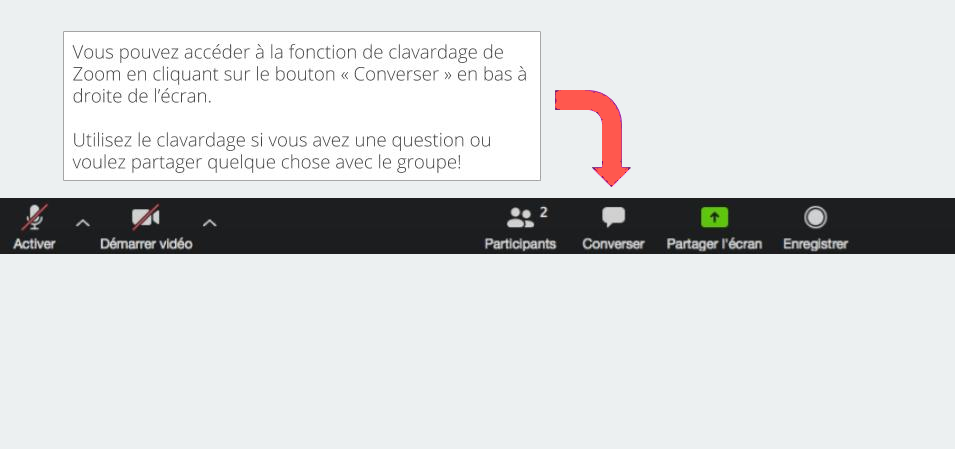 Vous pouvez accéder à la fonction de clavardage de
Zoom en cliquant sur le bouton « Converser » en bas à
droite de l’écran.
Utilisez le clavardage si vous avez une question ou
voulez partager quelque chose avec le groupe!
2
Activer Démarrer vidéo Participants Converser Partager l'écran Enregistrer